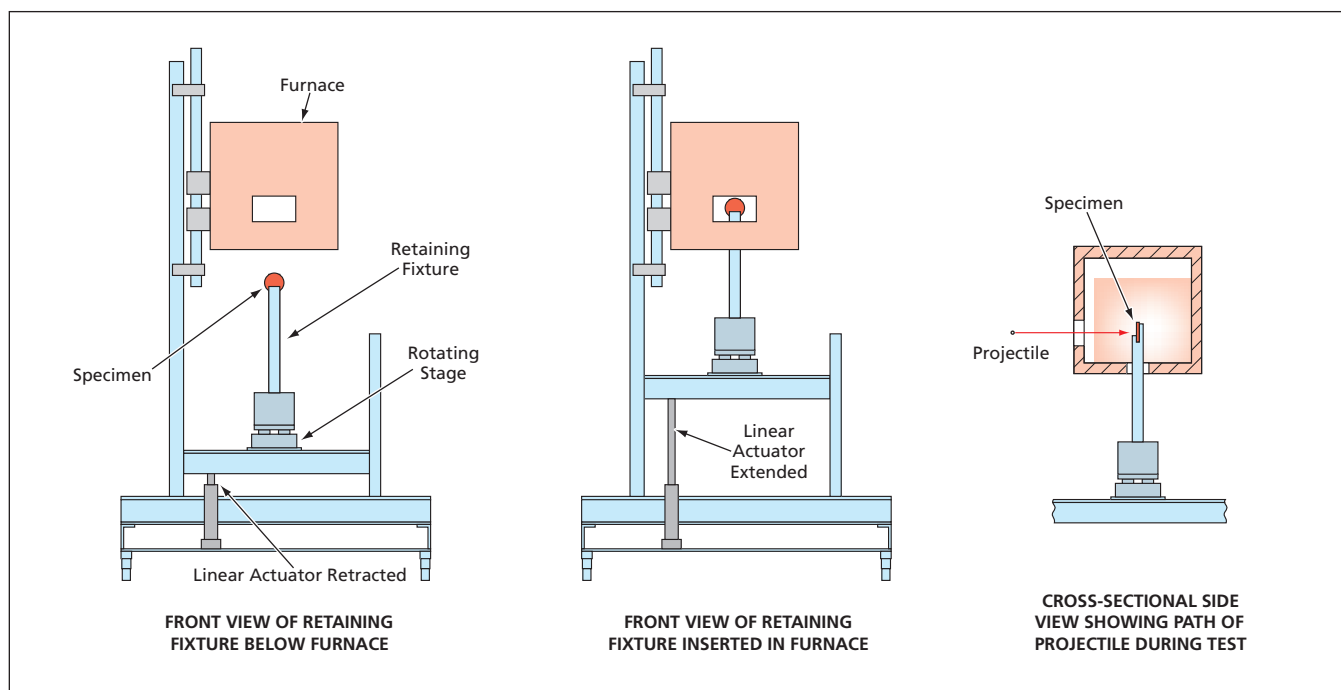 Furnace
Retaining
Fixture
Specimen
Rotating
Stage
Linear Actuator Retracted
FRONT VIEW OF RETAINING
FIXTURE BELOW FURNACE
Linear
Actuator
Extended
FRONT VIEW OF RETAINING
FIXTURE INSERTED IN FURNACE
Specimen
Projectile
CROSS-SECTIONAL SIDE
VIEW SHOWING PATH OF
PROJECTILE DURING TEST